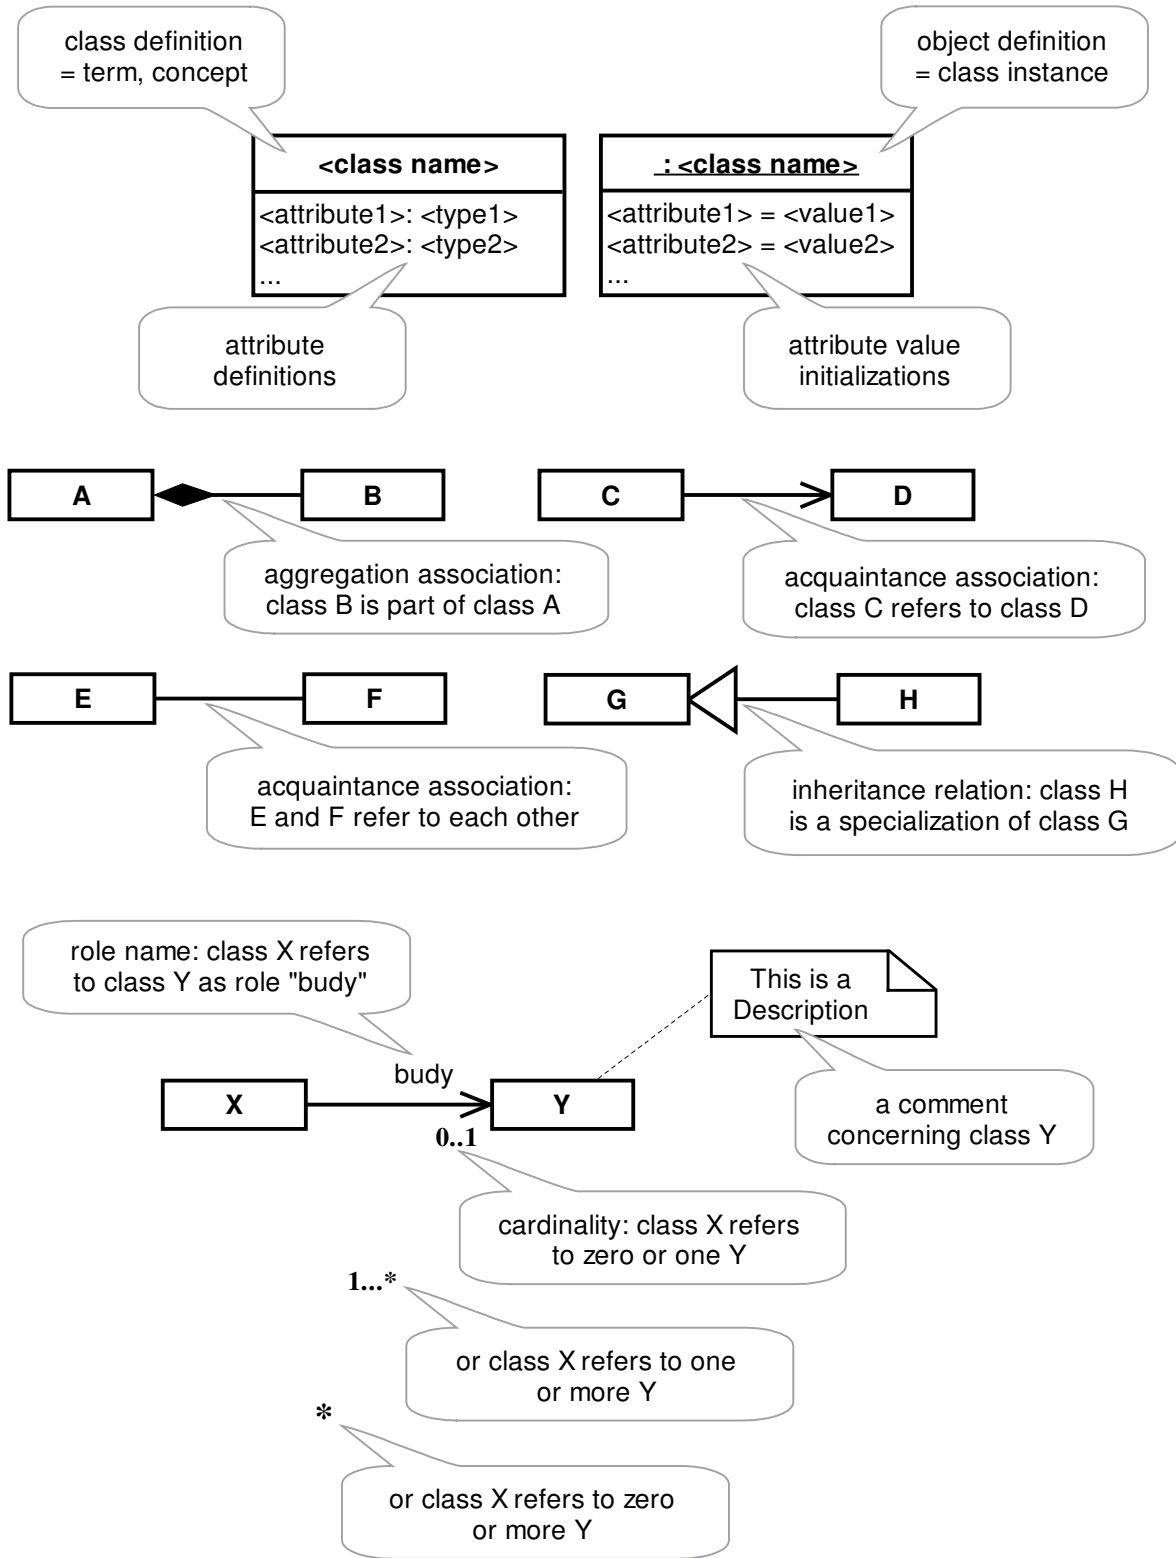 class definition
= term, concept
object definition
= class instance
<class name>
<attribute1>: <type1>
<attribute2>: <type2>
...
: <class name>
<attribute1> = <value1>
<attribute2> = <value2>
...
attribute
definitions
attribute value
initializations
A
B
C
D
aggregation association:
class B is part of class A
acquaintance association:
class C refers to class D
E
F
G
H
acquaintance association:
E and F refer to each other
inheritance relation: class H
is a specialization of class G
role name: class X refers
to class Y as role "budy"
This is a
Description
budy
X
Y
0..1
a comment
concerning class Y
cardinality: class X refers
to zero or one Y
1...*
or class X refers to one
or more Y
*
or class X refers to zero
or more Y